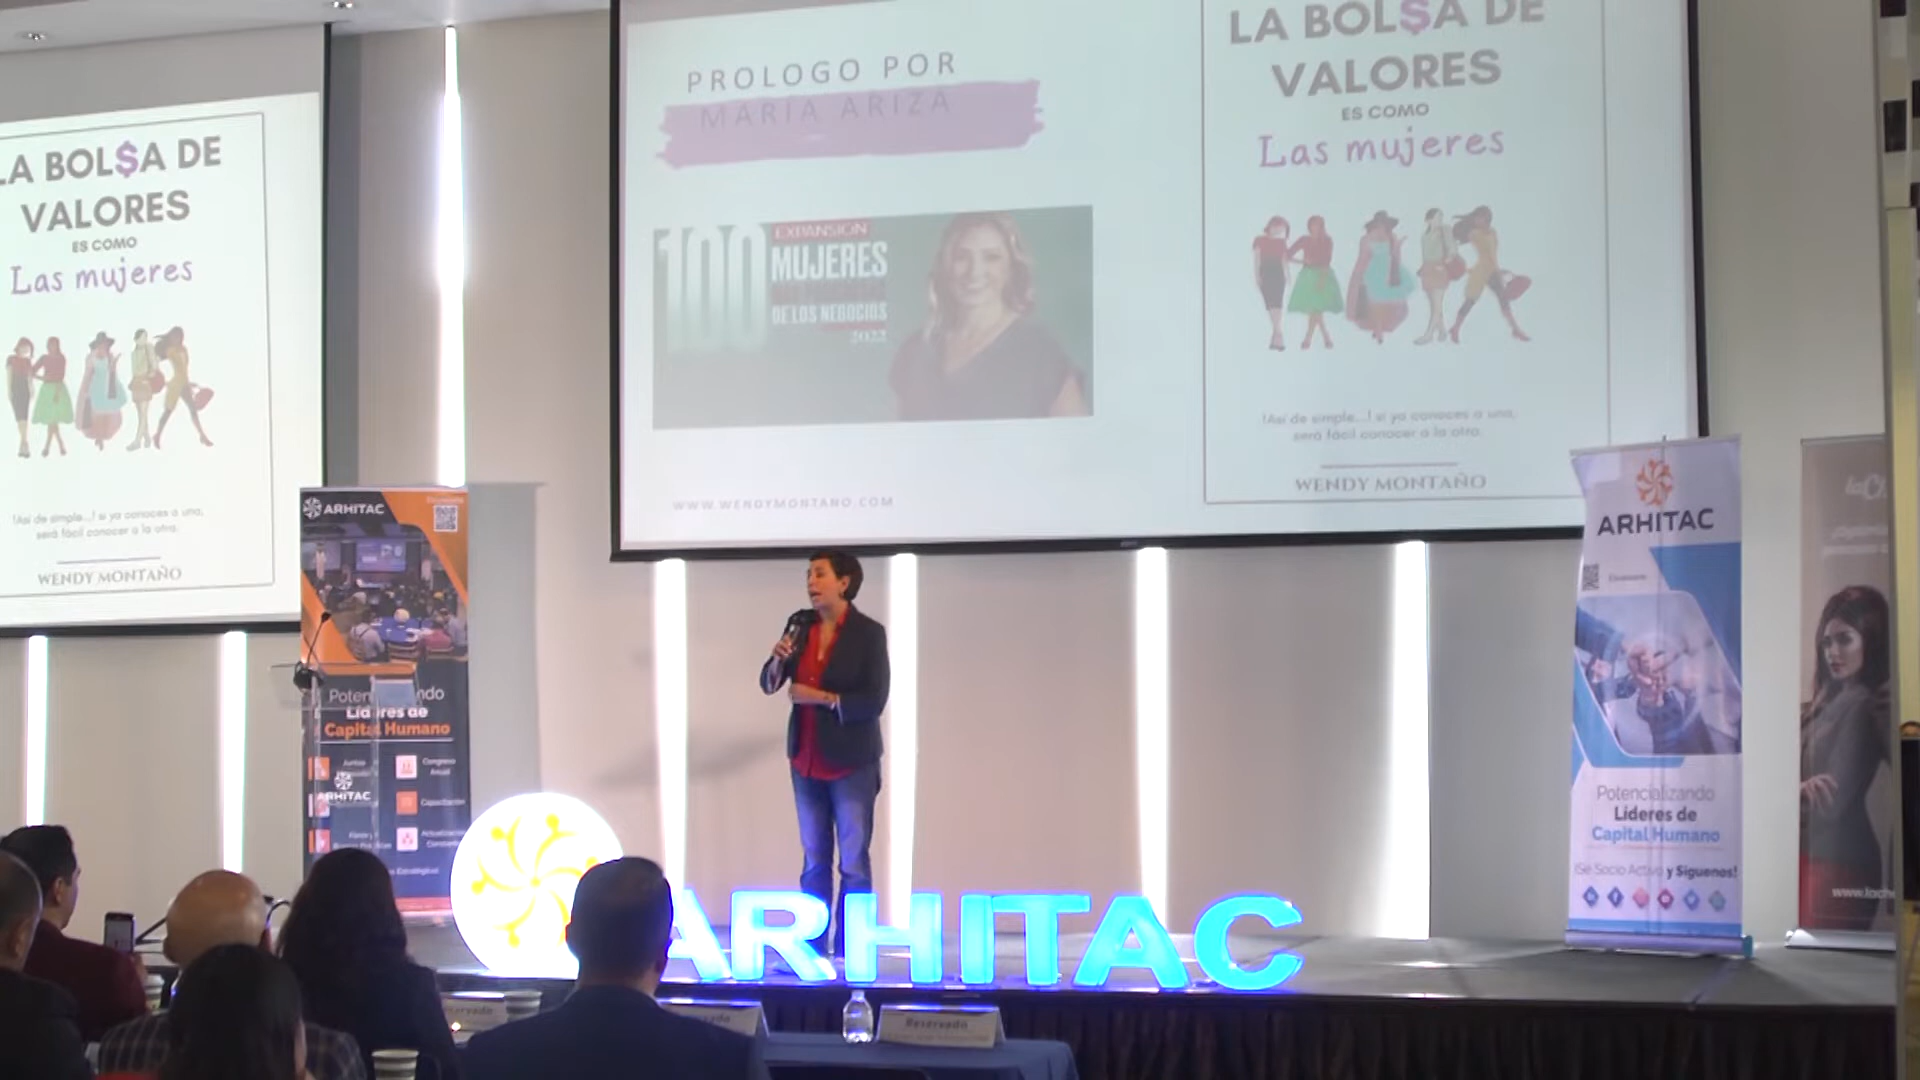 LA BOL$A DE
VALORES
ES COMO
Las mujeres
!Así de simple...! si ya conoces a una,
será fácil conocer a la otra.
WENDY MONTAÑO
PROLOGO POR
MARÍA ARIZA
100
EXPANSIÓN
MUJERES
DE LOS NEGOCIOS
2022
WWW.WENDYMONTANO.COM
LA BOL$A DE
VALORES
ES COMO
Las mujeres
!Así de simple...! si ya conoces a una,
será fácil conocer a la otra.
WENDY MONTAÑO
ARHITAC
Líderes de
Capital Humano
Congreso
Anual
Capacitación
ARHITAC
ARHITAC
Potencializando
Líderes de
Capital Humano
¡Sé Socio Activo y Síguenos!
ARHITAC
Reservado